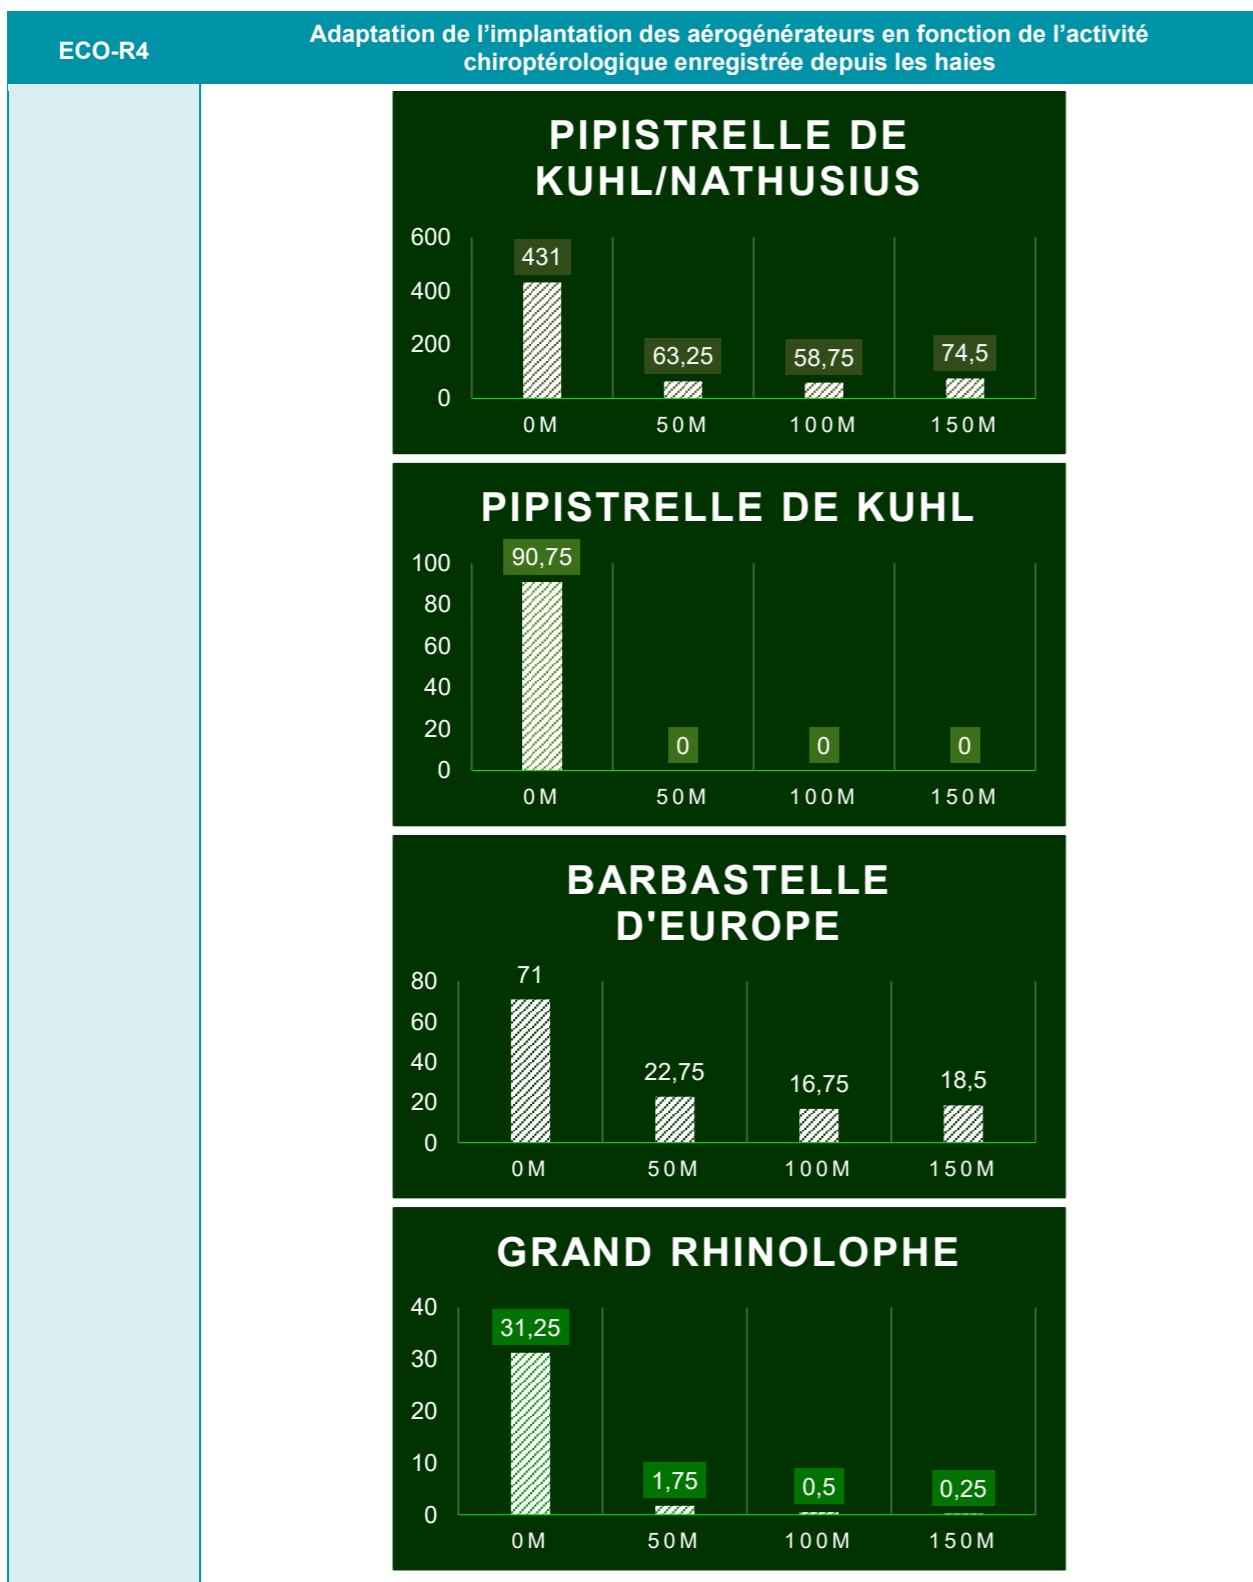 ECO-R4
Adaptation de l’implantation des aérogénérateurs en fonction de l’activité
chiroptérologique enregistrée depuis les haies
PIPISTRELLE DE
KUHL/NATHUSIUS
600
400
200
0
431
63,25
58,75
74,5
0M
50M
100M
150M
PIPISTRELLE DE KUHL
100
80
60
40
20
0
90,75
0
0
0
0M
50M
100M
150M
BARBASTELLE
D'EUROPE
80
60
40
20
0
71
22,75
16,75
18,5
0M
50M
100M
150M
GRAND RHINOLOPHE
40
30
20
10
0
31,25
1,75
0,5
0,25
0M
50M
100M
150M